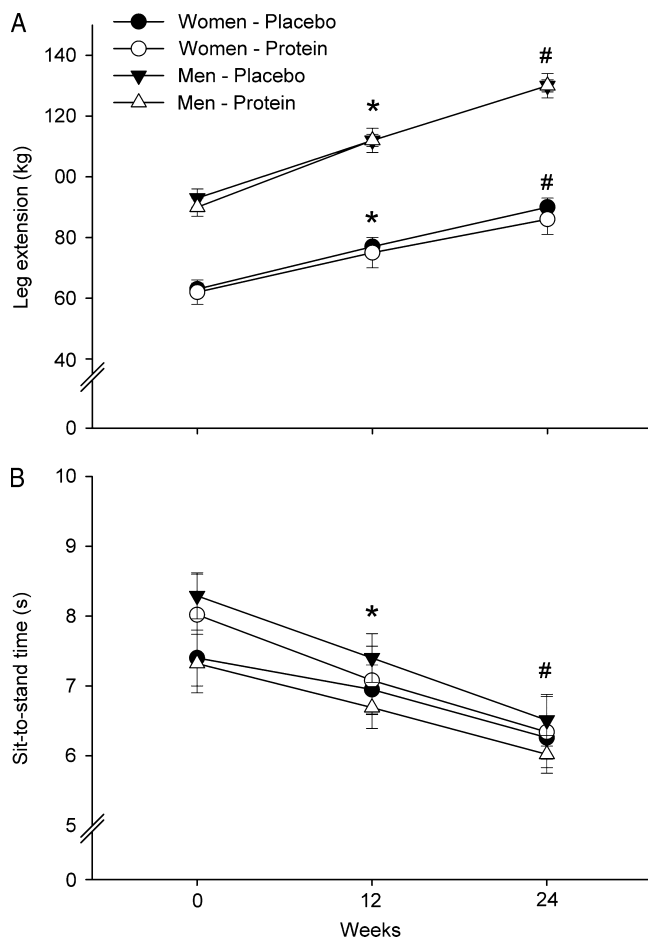 A
Women - Placebo
Women - Protein
Men - Placebo
Men - Protein
Leg extension (kg)
140
120
00
80
60
40
0
*
#
*
#
B
Sit-to-stand time (s)
10
9
8
7
6
5
0
*
#
0
12
24
Weeks